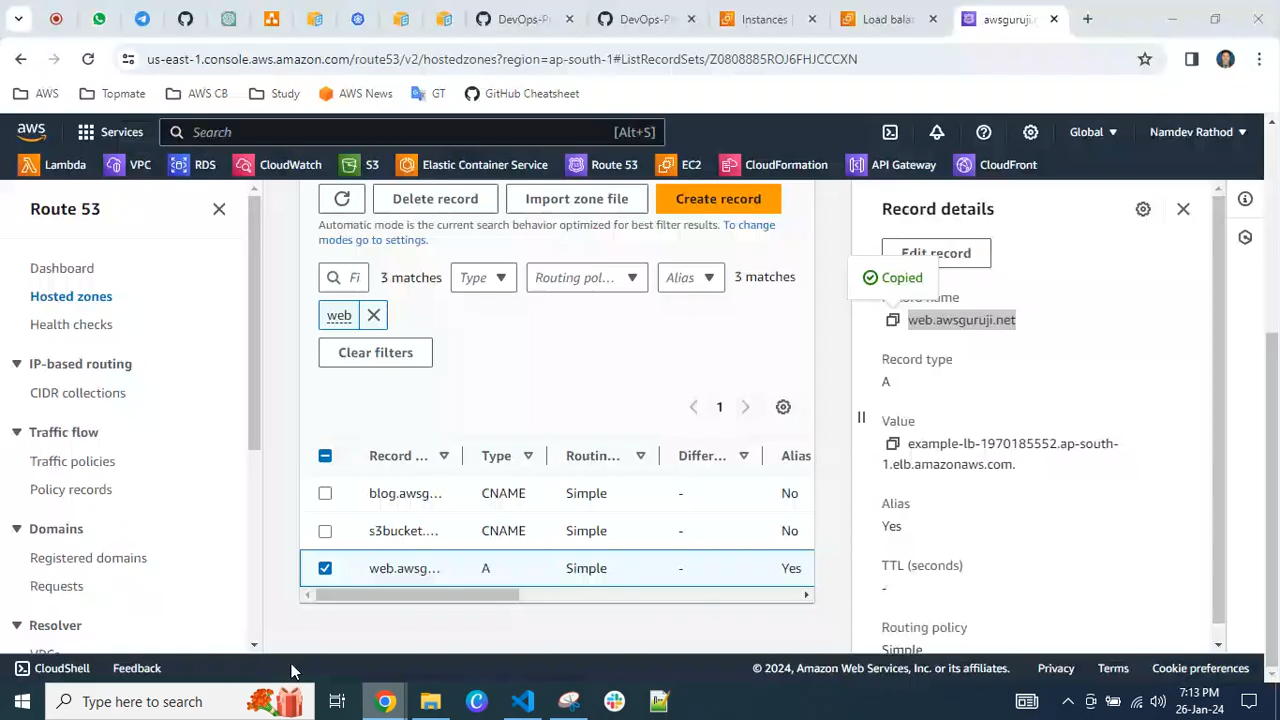 DevOps-Pr
DevOps-Pr
Instances |
Load bala
awsguruji.
us-east-1.console.aws.amazon.com/route53/v2/hostedzones?region=ap-south-1#ListRecordSets/Z0808885ROJ6FHJCCCXN
AWS
Topmate
AWS CB
Study
AWS News
GT
GitHub Cheatsheet
aws
Services
Search
[Alt+S]
Global
Namdev Rathod
Lambda
VPC
RDS
CloudWatch
S3
Elastic Container Service
Route 53
EC2
CloudFormation
API Gateway
CloudFront
Route 53
Dashboard
Hosted zones
Health checks
IP-based routing
CIDR collections
Traffic flow
Traffic policies
Policy records
Domains
Registered domains
Requests
Resolver
VPCs
Delete record
Import zone file
Create record
Automatic mode is the current search behavior optimized for best filter results. To change
modes go to settings.
Fi
3 matches
Type
Routing pol...
Alias
3 matches
web
Clear filters
1
Record ...
Type
Routin...
Differ...
Alias
blog.awsg...
CNAME
Simple
-
No
s3bucket....
CNAME
Simple
-
No
web.awsg...
A
Simple
-
Yes
Record details
Edit record
Copied
Record name
web.awsguruji.net
Record type
A
Value
example-lb-1970185552.ap-south-
1.elb.amazonaws.com.
Alias
Yes
TTL (seconds)
-
Routing policy
Simple
CloudShell
Feedback
© 2024, Amazon Web Services, Inc. or its affiliates.
Privacy
Terms
Cookie preferences
Type here to search
7:13 PM
26-Jan-24